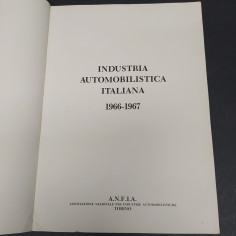 INDUSTRIA
AUTOMOBILISTICA
ITALIANA
1966-1967
A.N.F.I.A.
ASSOCIAZIONE NAZIONALE FRA INDUSTRIE AUTOMOBILISTICHE
TORINO